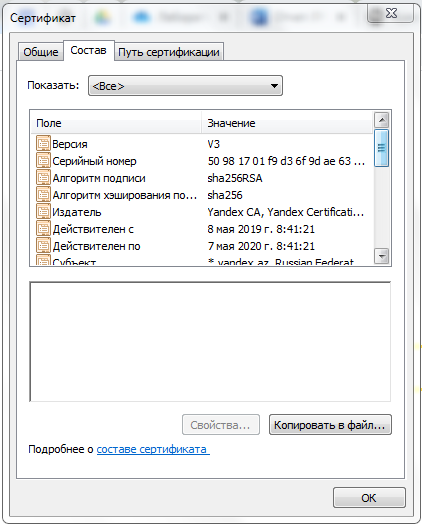 Сертификат
Общие Состав Путь сертификации
Показать: <Все>
Поле Значение
Версия V3
Серийный номер 50 98 17 01 f9 d3 6f 9d ae 63 ...
Алгоритм подписи sha256RSA
Алгоритм хэширования по... sha256
Издатель Yandex CA, Yandex Certificati...
Действителен с 8 мая 2019 г. 8:41:21
Действителен по 7 мая 2020 г. 8:41:21
Субъект *.yandex.az, Russian Federat
Свойства... Копировать в файл...
Подробнее о составе сертификата
ОК